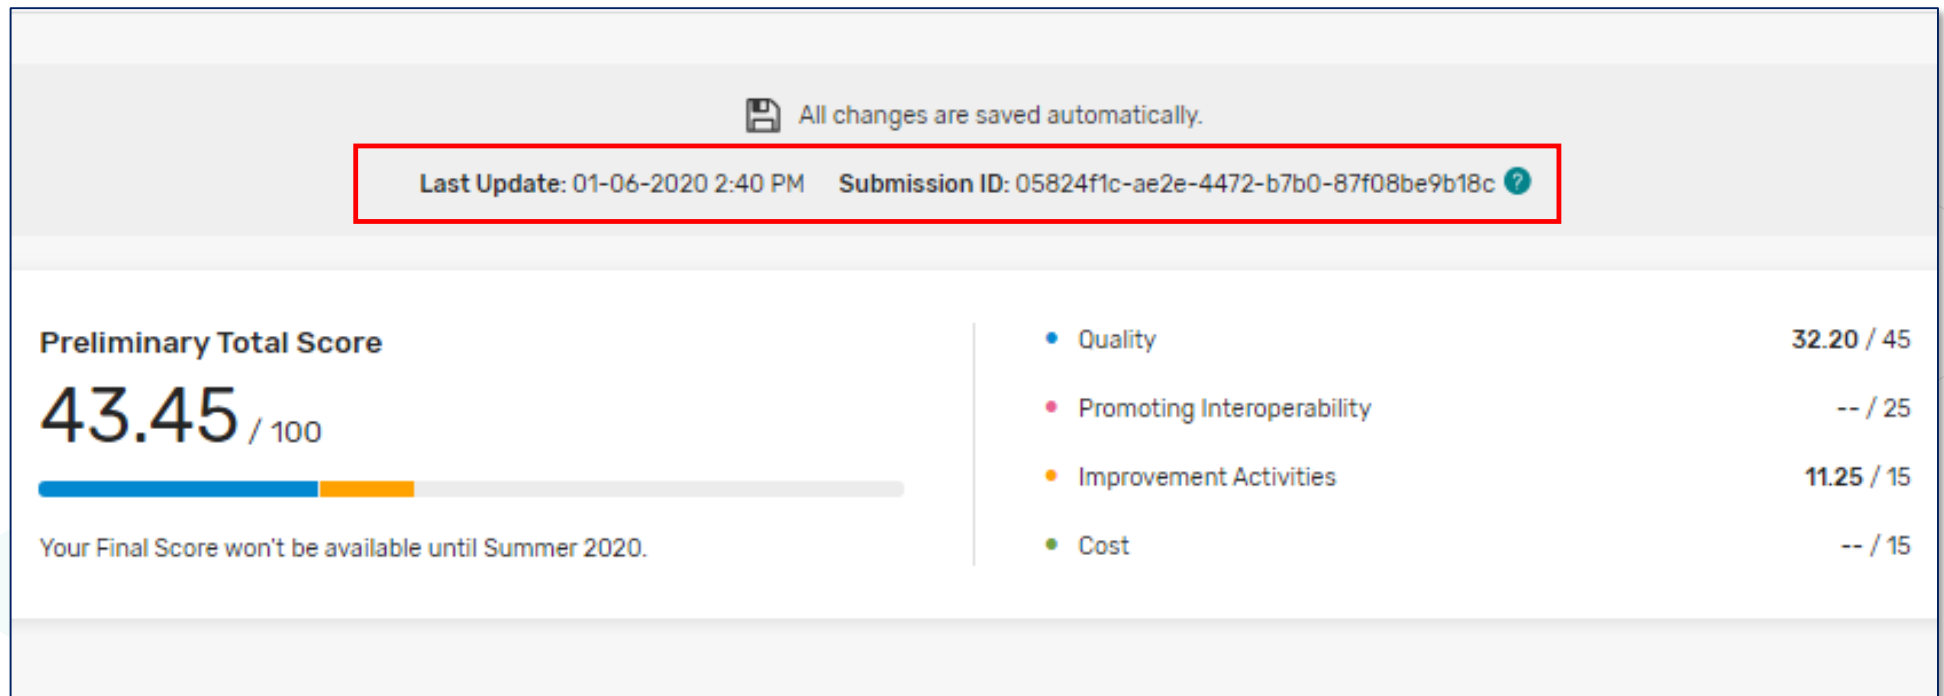 All changes are saved automatically.
Last Update: 01-06-2020 2:40 PM Submission ID: 05824f1c-ae2e-4472-b7b0-87f08be9b18c ?
Preliminary Total Score
43.45 / 100
Your Final Score won't be available until Summer 2020.
Quality 32.20 / 45
Promoting Interoperability -- / 25
Improvement Activities 11.25 / 15
Cost -- / 15